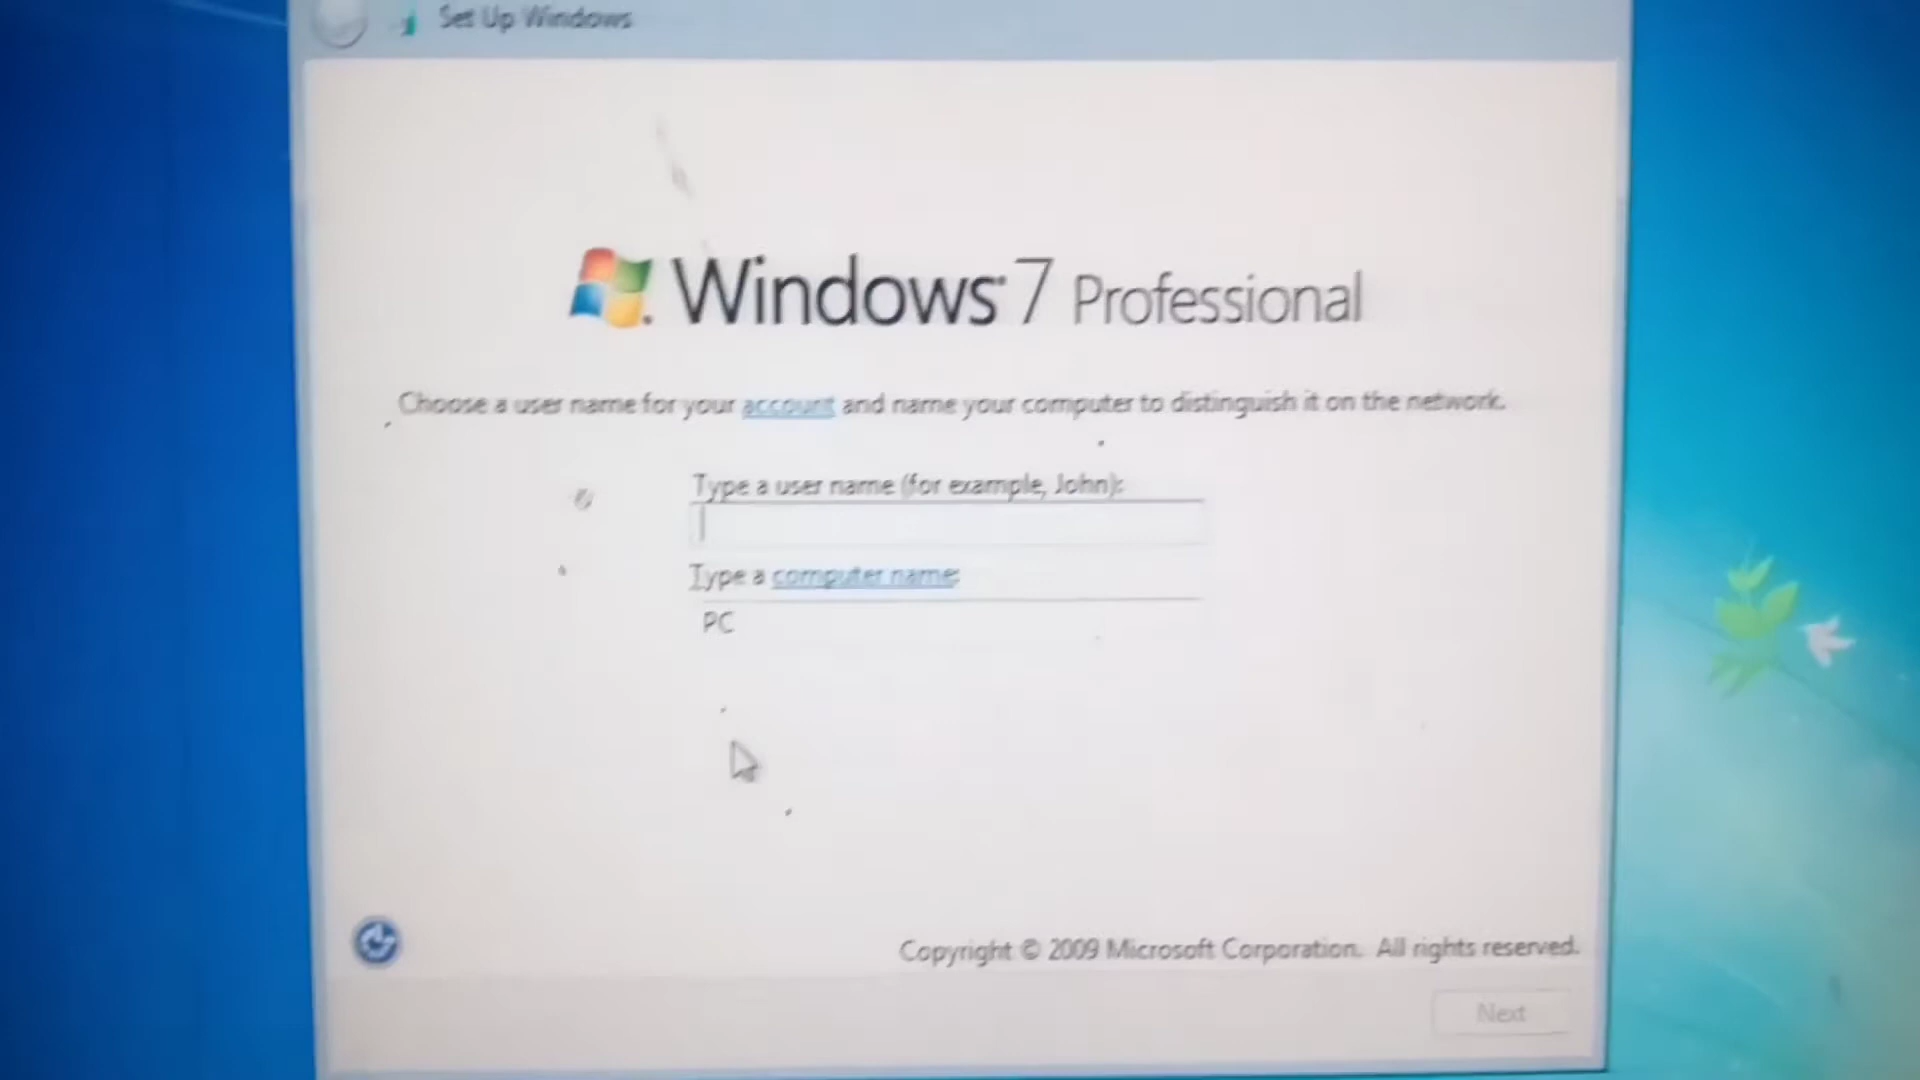 Set Up Windows
Windows 7 Professional
Choose a user name for your account and name your computer to distinguish it on the network.
Type a user name (for example, John):
Type a computer name:
PC
Copyright © 2009 Microsoft Corporation. All rights reserved.
Next